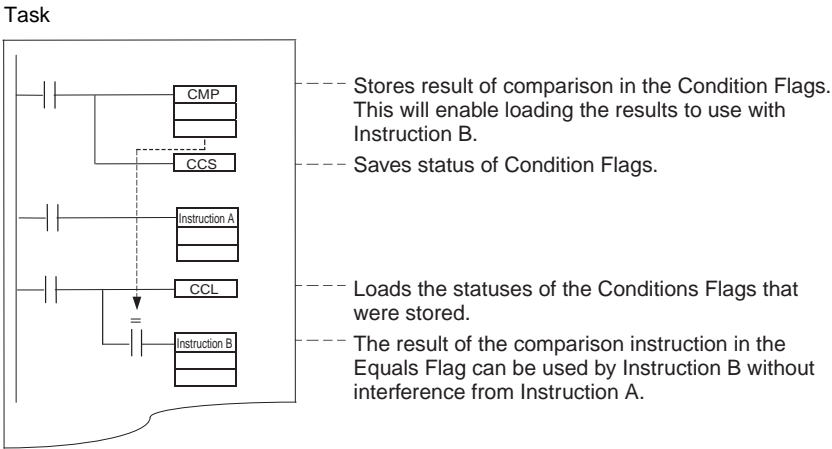 Task
CMP
Stores result of comparison in the Condition Flags.
This will enable loading the results to use with
Instruction B.
CCS
Saves status of Condition Flags.
Instruction A
CCL
Loads the statuses of the Conditions Flags that
were stored.
=
Instruction B
The result of the comparison instruction in the
Equals Flag can be used by Instruction B without
interference from Instruction A.